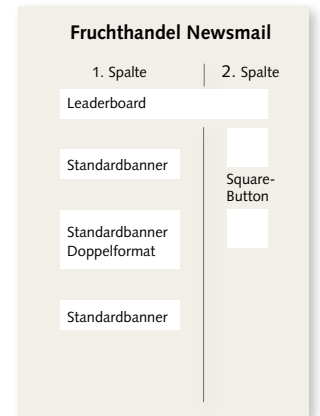 Fruchthandel Newsmail
1. Spalte
2. Spalte
Leaderboard
Standardbanner
Square-
Button
Standardbanner
Doppelformat
Standardbanner